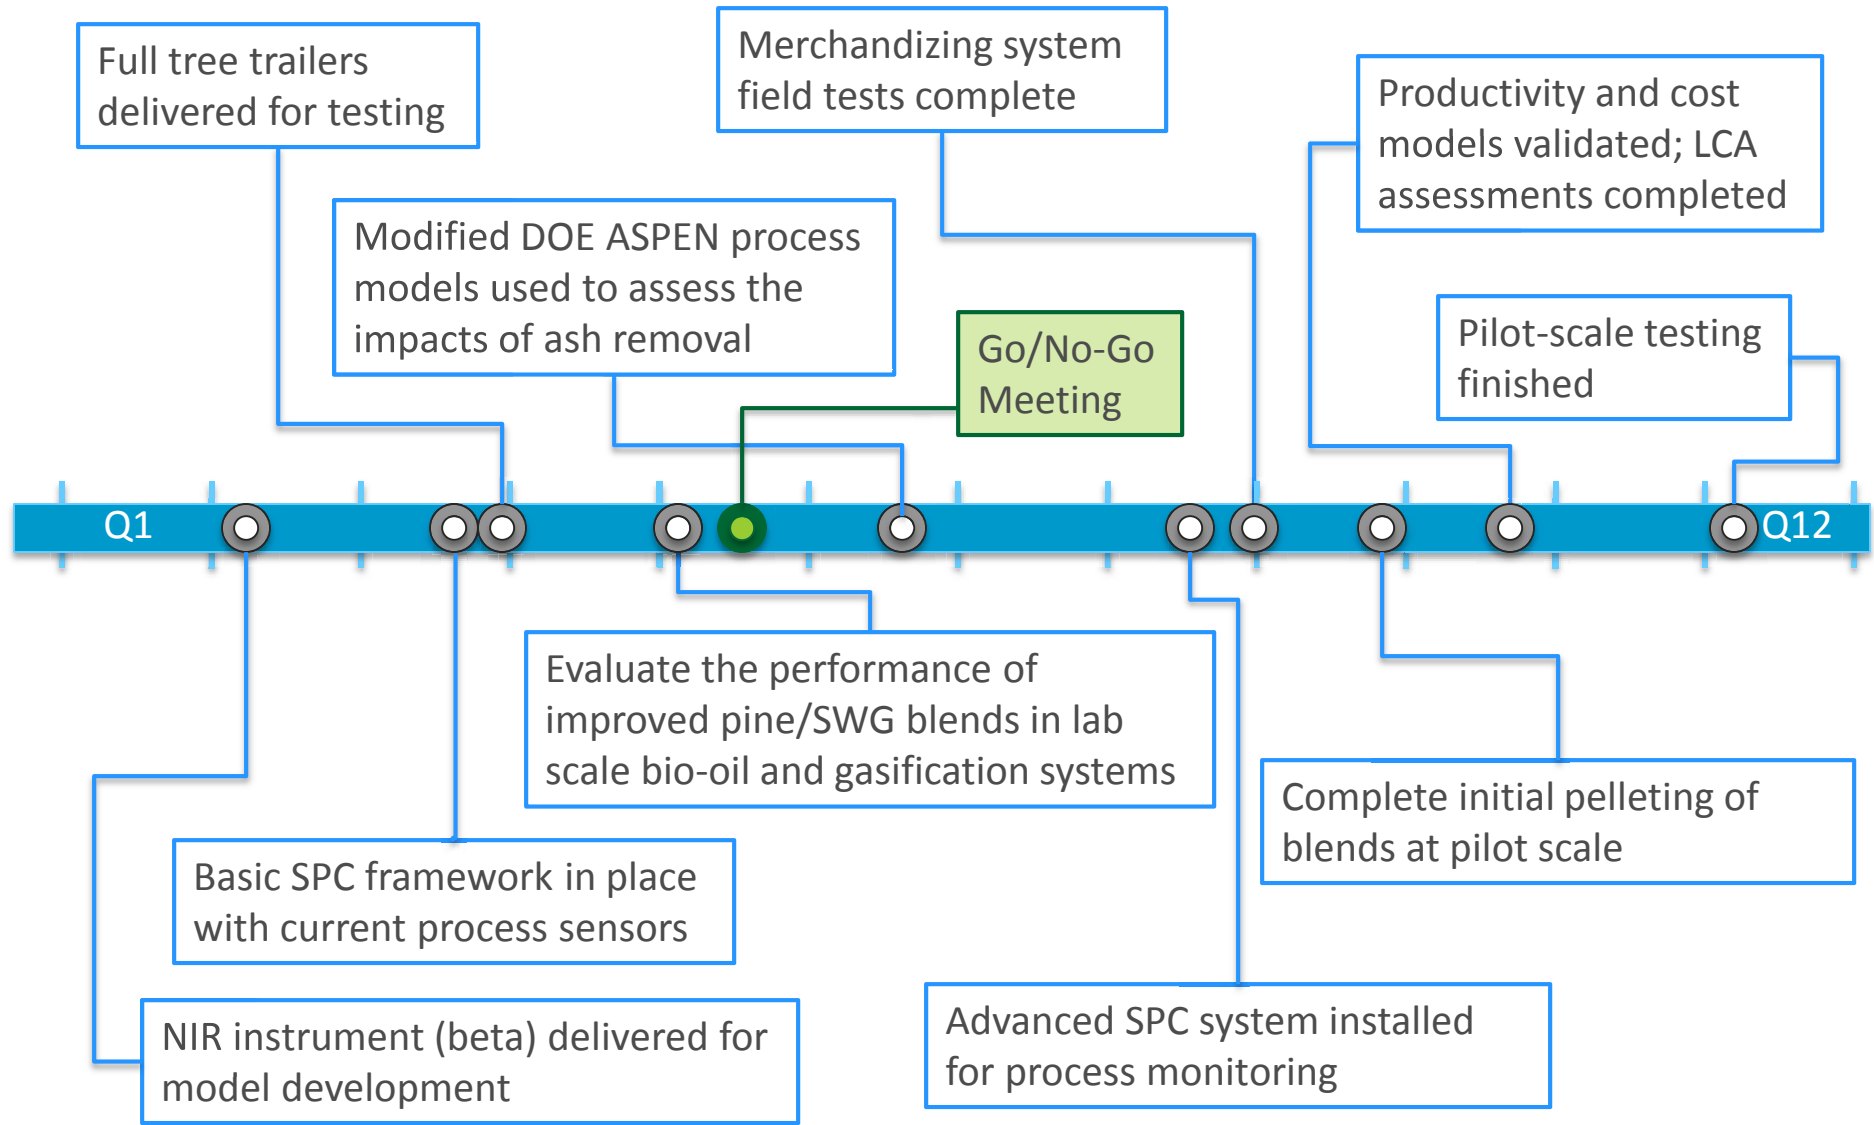 Full tree trailers
delivered for testing
Merchandizing system
field tests complete
Productivity and cost
models validated; LCA
assessments completed
Modified DOE ASPEN process
models used to assess the
impacts of ash removal
Go/No-Go
Meeting
Pilot-scale testing
finished
Q1
Q12
Evaluate the performance of
improved pine/SWG blends in lab
scale bio-oil and gasification systems
Complete initial pelleting of
blends at pilot scale
Basic SPC framework in place
with current process sensors
NIR instrument (beta) delivered for
model development
Advanced SPC system installed
for process monitoring